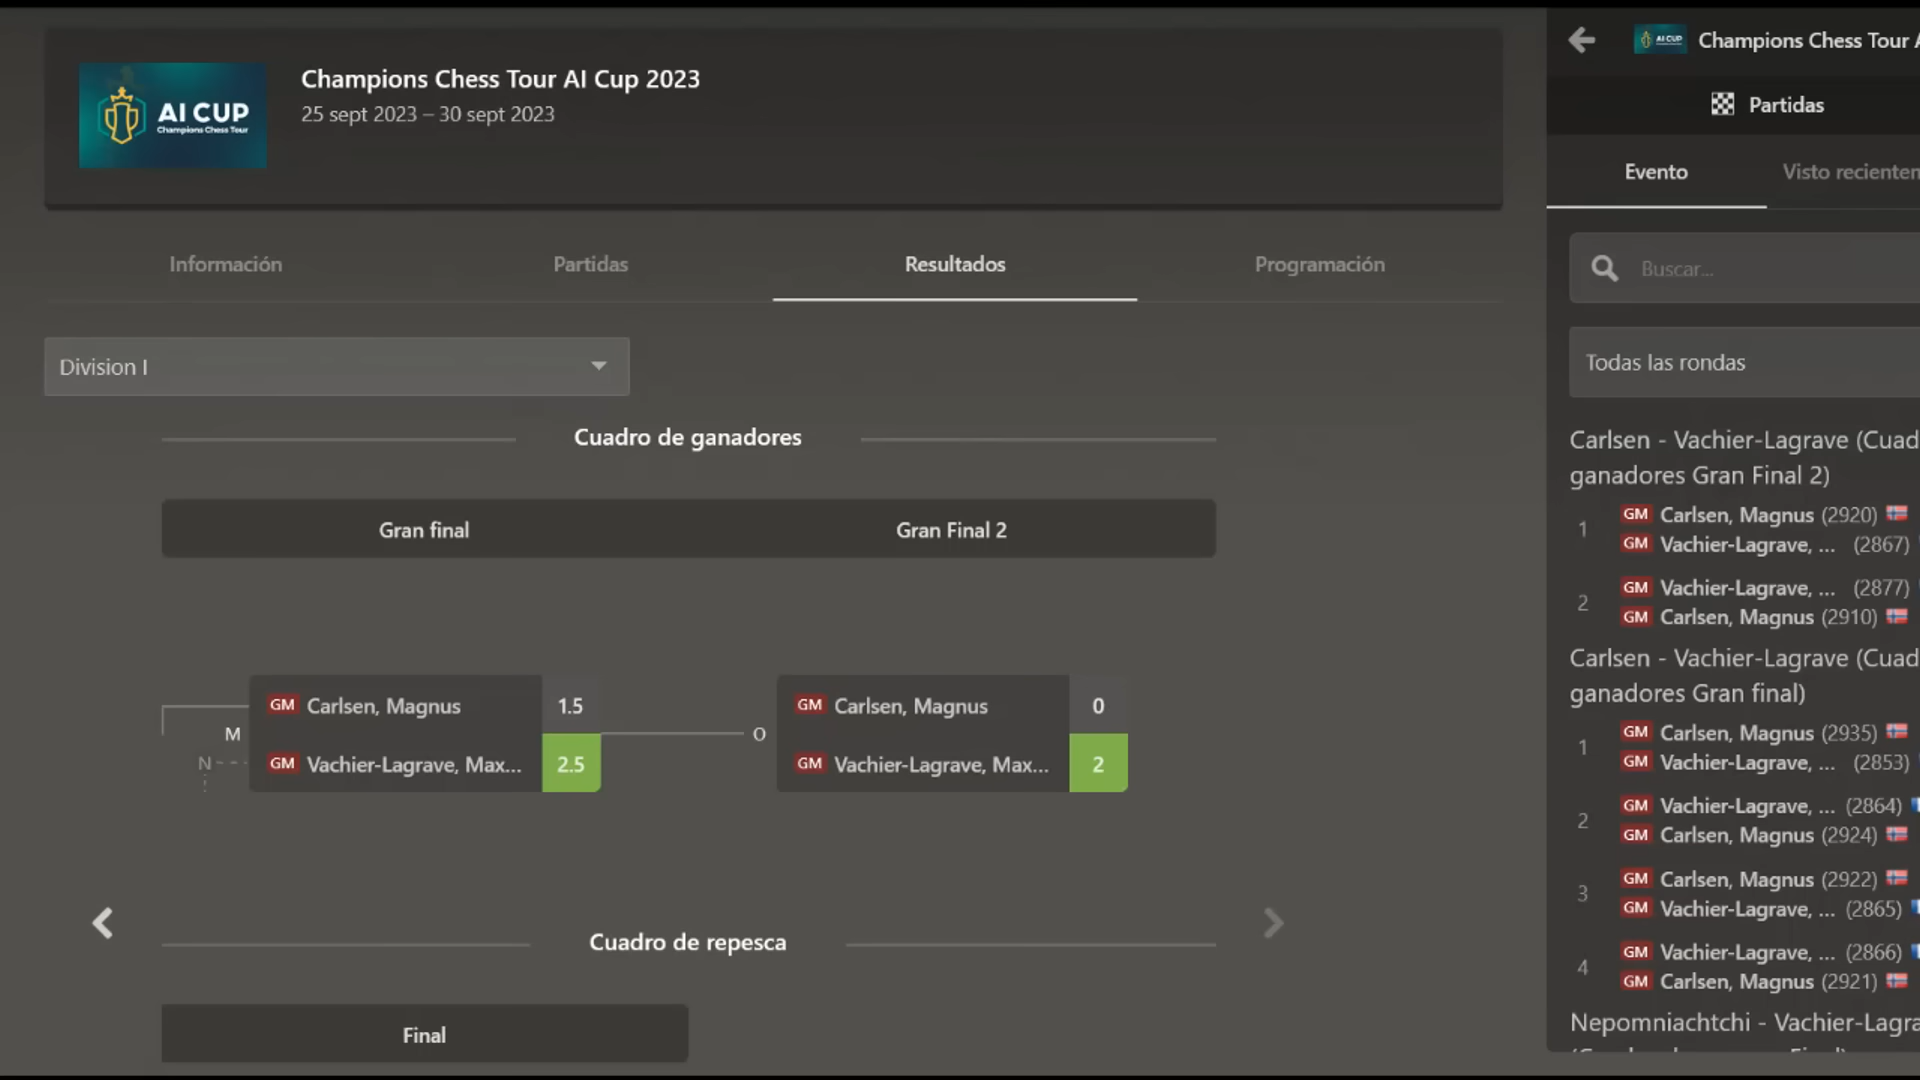 Champions Chess Tour AI Cup 2023
25 sept 2023 – 30 sept 2023
AI CUP
Champions Chess Tour
Información
Partidas
Resultados
Programación
Division I
Cuadro de ganadores
Gran final
Gran Final 2
M
N
GM Carlsen, Magnus 1.5
GM Vachier-Lagrave, Max... 2.5
O
GM Carlsen, Magnus 0
GM Vachier-Lagrave, Max... 2
Cuadro de repesca
Final
AI CUP
Champions Chess Tour
Partidas
Evento
Visto
Buscar...
Todas las rondas
Carlsen - Vachier-Lagrave
ganadores Gran Final 2)
1
GM Carlsen, Magnus (2920)
GM Vachier-Lagrave, ... (2867)
2
GM Vachier-Lagrave, ... (2877)
GM Carlsen, Magnus (2910)
Carlsen - Vachier-Lagrave
ganadores Gran final)
1
GM Carlsen, Magnus (2935)
GM Vachier-Lagrave, ... (2853)
2
GM Vachier-Lagrave, ... (2864)
GM Carlsen, Magnus (2924)
3
GM Carlsen, Magnus (2922)
GM Vachier-Lagrave, ... (2865)
4
GM Vachier-Lagrave, ... (2866)
GM Carlsen, Magnus (2921)
Nepomniachtchi -